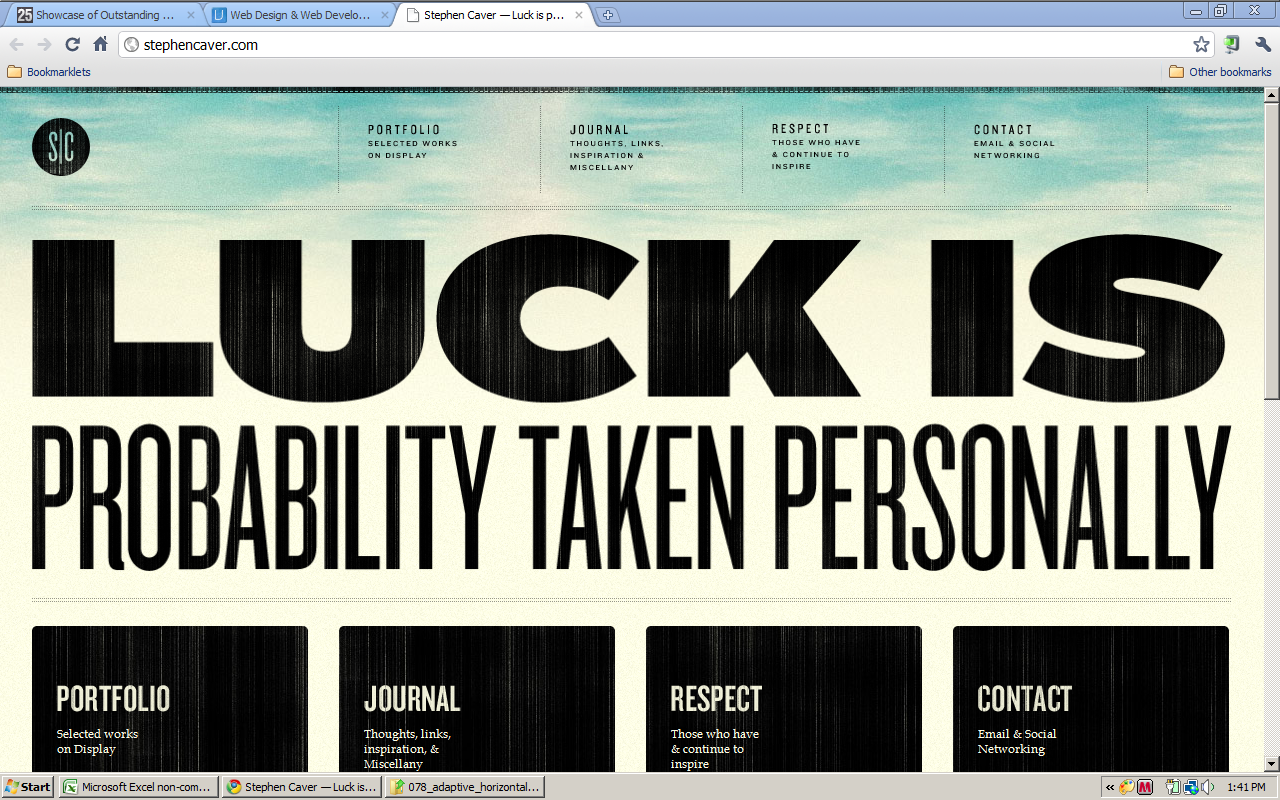 Showcase of Outstanding ...
Web Design & Web Develo...
Stephen Caver — Luck is p...
stephencaver.com
Bookmarklets
Other bookmarks
S|C
PORTFOLIO
SELECTED WORKS
ON DISPLAY
JOURNAL
THOUGHTS, LINKS,
INSPIRATION &
MISCELLANY
RESPECT
THOSE WHO HAVE
& CONTINUE TO
INSPIRE
CONTACT
EMAIL & SOCIAL
NETWORKING
LUCK IS
PROBABILITY TAKEN PERSONALLY
PORTFOLIO
Selected works
on Display
JOURNAL
Thoughts, links,
inspiration, &
Miscellany
RESPECT
Those who have
& continue to
inspire
CONTACT
Email & Social
Networking
Start
Microsoft Excel non-com...
Stephen Caver — Luck is...
078_adaptive_horizontal...
1:41 PM